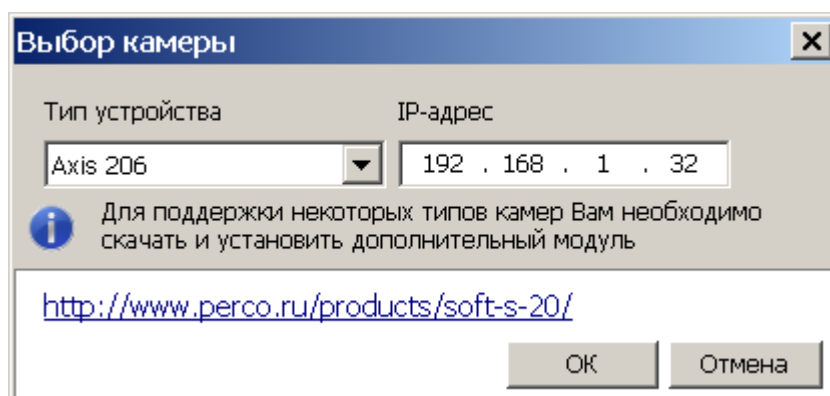 Выбор камеры
Тип устройства IP-адрес
Axis 206 192 . 168 . 1 . 32
Для поддержки некоторых типов камер Вам необходимо
скачать и установить дополнительный модуль
http://www.perco.ru/products/soft-s-20/
ОК Отмена